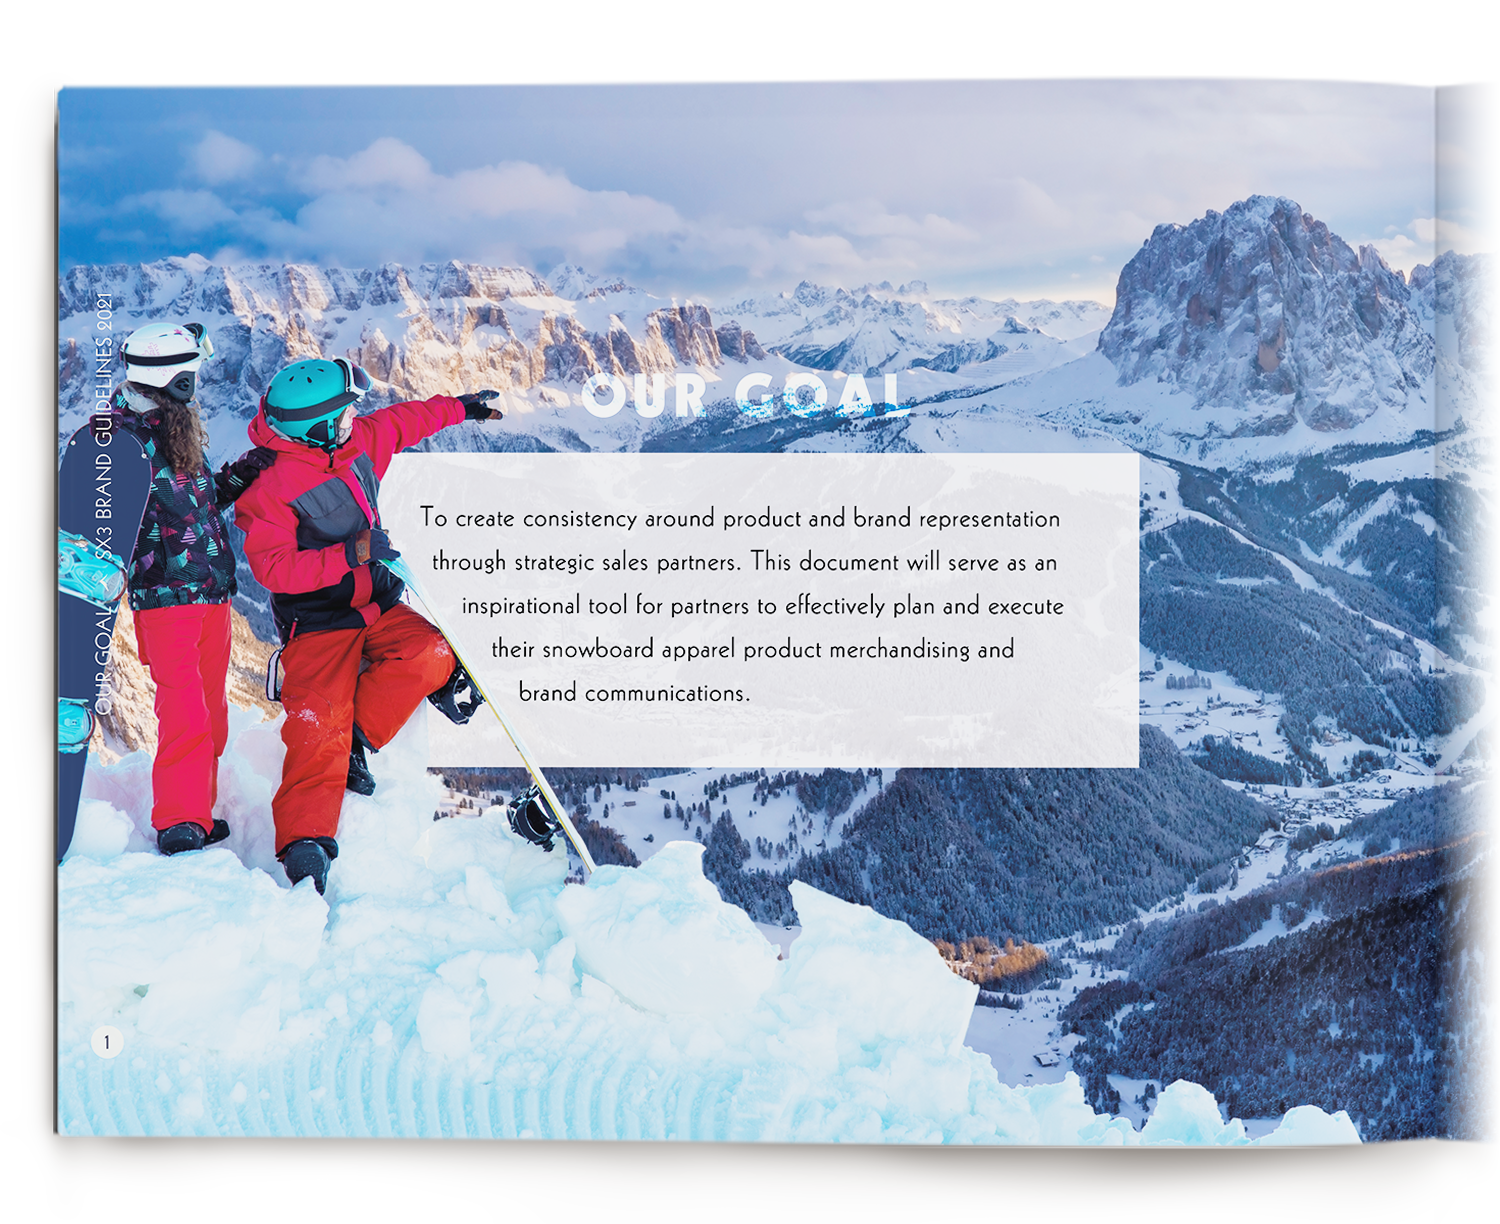 OUR GOAL
To create consistency around product and brand representation
through strategic sales partners. This document will serve as an
inspirational tool for partners to effectively plan and execute
their snowboard apparel product merchandising and
brand communications.
OUR GOAL SX3 BRAND GUIDELINES 2021
1